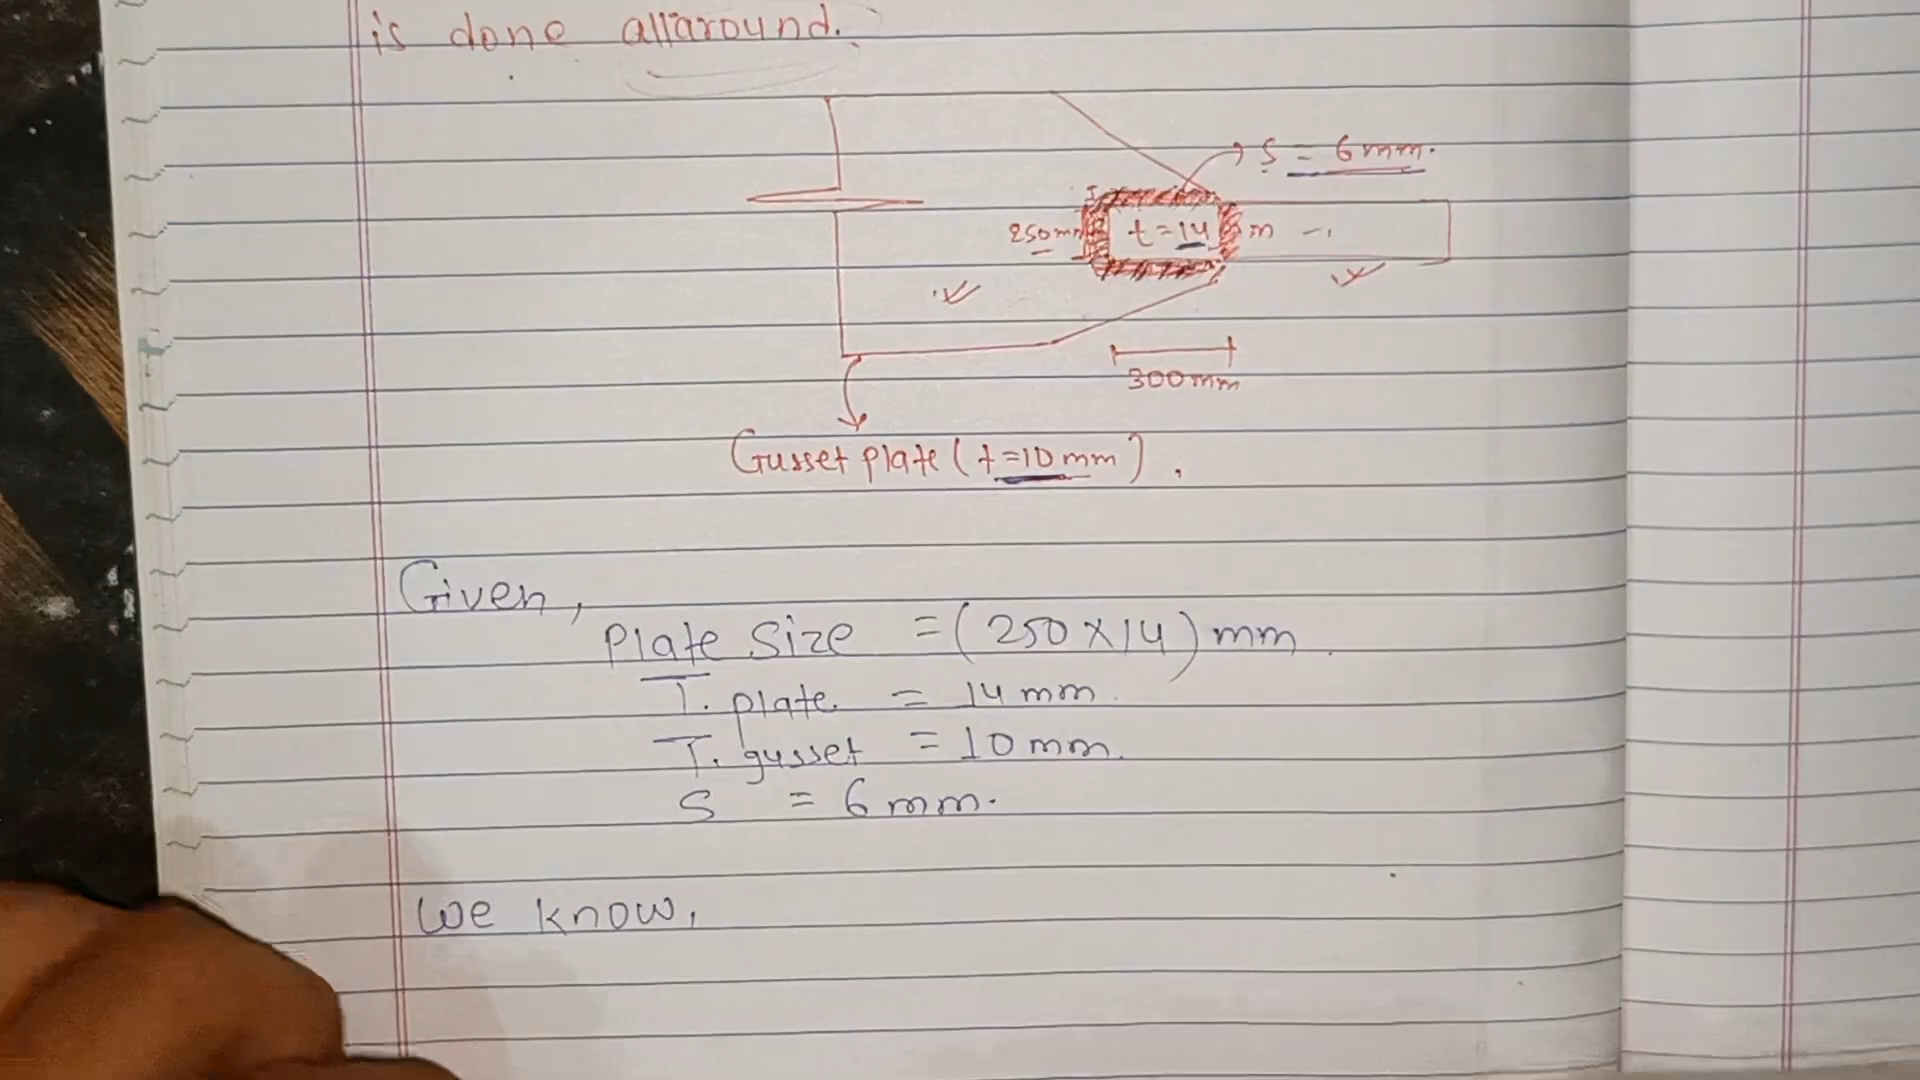 is done allaround.
S = 6mm.
250mm
t=14
m
300mm
Gusset plate (t=10mm).
Given,
Plate Size = (250×14) mm.
T. plate = 14 mm.
T. gusset = 10 mm.
S = 6 mm.
We know,